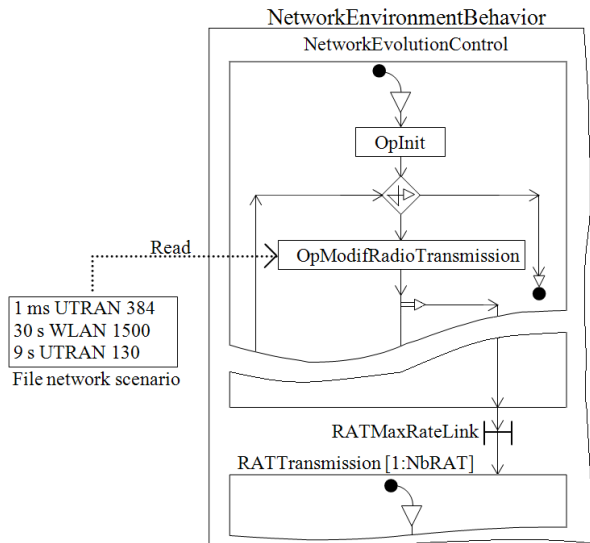 NetworkEnvironmentBehavior
NetworkEvolutionControl
OpInit
Read
OpModifRadioTransmission
1 ms UTRAN 384
30 s WLAN 1500
9 s UTRAN 130
File network scenario
RATMaxRateLink
RATTransmission [1:NbRAT]